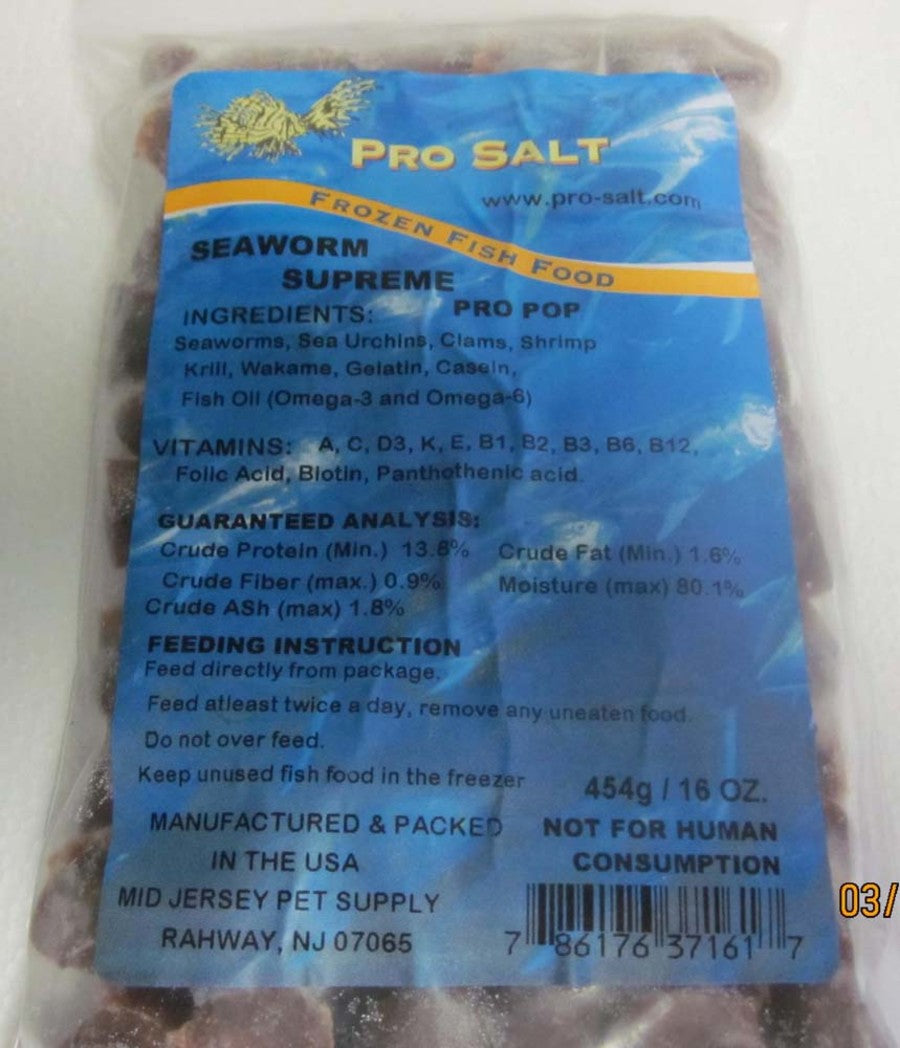 PRO SALT
www.pro-salt.com
FROZEN FISH FOOD
SEAWORM
SUPREME
PRO POP
INGREDIENTS:
Seaworms, Sea Urchins, Clams, Shrimp
Krill, Wakame, Gelatin, Casein,
Fish Oil (Omega-3 and Omega-6)
VITAMINS: A, C, D3, K, E, B1, B2, B3, B6, B12,
Folic Acid, Biotin, Panthothenic acid.
GUARANTEED ANALYSIS:
Crude Protein (Min.) 13.8% Crude Fat (Min.) 1.6%
Crude Fiber (max.) 0.9% Moisture (max) 80.1%
Crude ASh (max) 1.8%
FEEDING INSTRUCTION
Feed directly from package.
Feed atleast twice a day, remove any uneaten food.
Do not over feed.
Keep unused fish food in the freezer
454g / 16 OZ.
MANUFACTURED & PACKED
IN THE USA
MID JERSEY PET SUPPLY
RAHWAY, NJ 07065
NOT FOR HUMAN
CONSUMPTION
7 86176 37161 7
03/